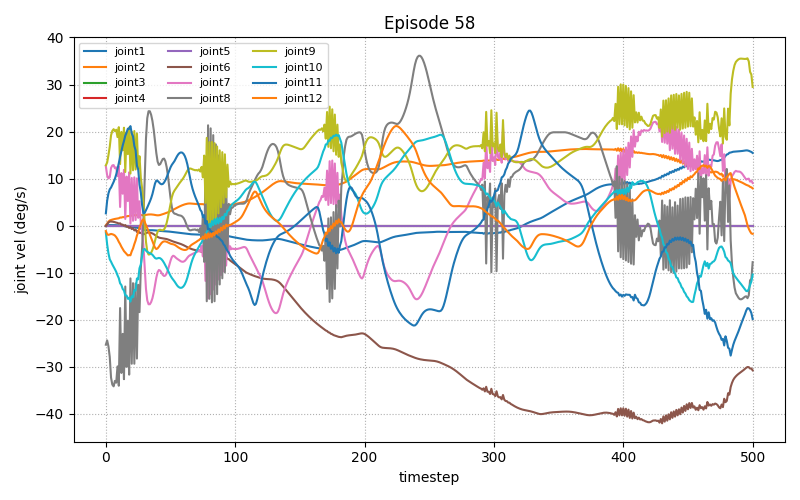 Episode 58
joint1 joint5 joint9
joint2 joint6 joint10
joint3 joint7 joint11
joint4 joint8 joint12
40
30
20
10
0
−10
−20
−30
−40
joint vel (deg/s)
0 100 200 300 400 500
timestep